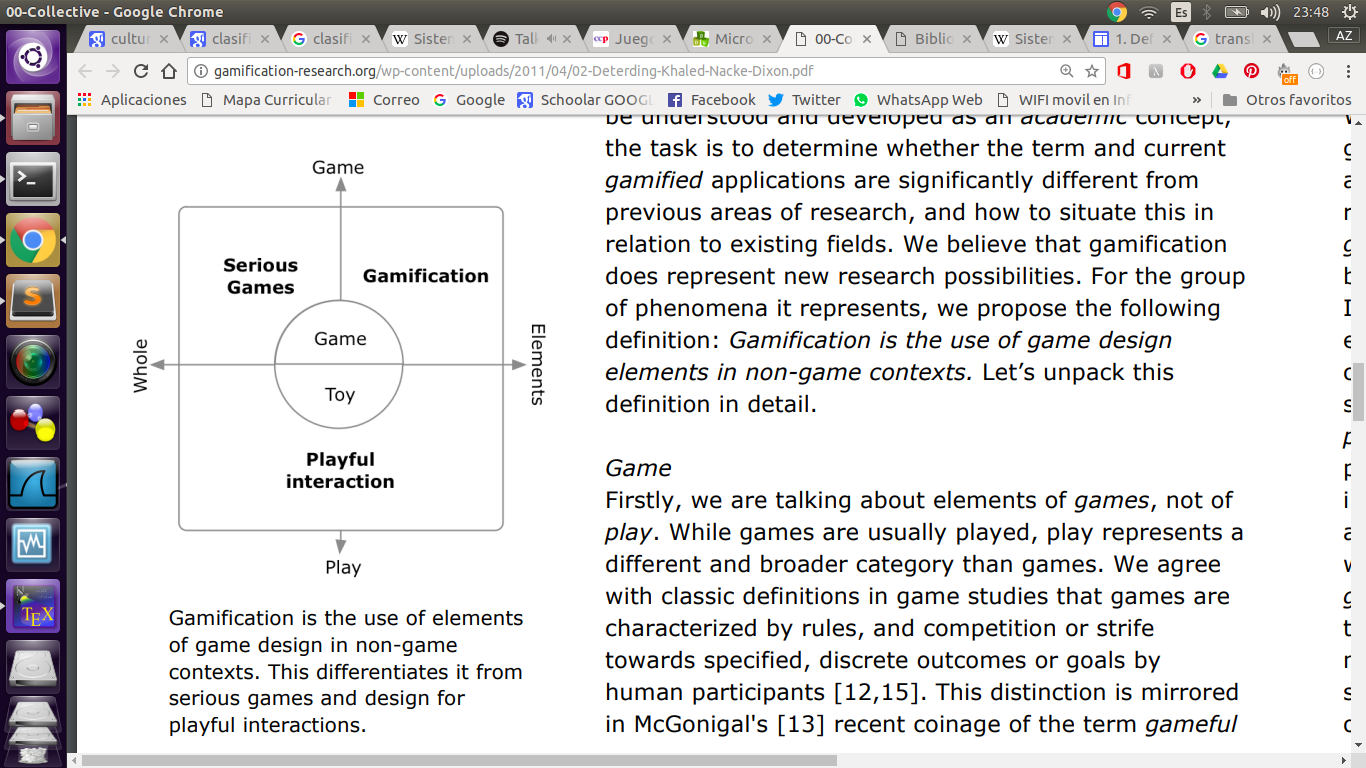 00-Collective - Google Chrome
Es
23:48
cultur
clasifi
clasifi
Sisten
Talk
Jueg
Micro
00-Co
Biblio
Sister
1. Def
transl
AZ
gamification-research.org/wp-content/uploads/2011/04/02-Deterding-Khaled-Nacke-Dixon.pdf
off
Aplicaciones
Mapa Curricular
Correo
Google
Schoolar GOOGL
Facebook
Twitter
WhatsApp Web
WIFI movil en Inf
»
Otros favoritos
Game
Serious
Games
Gamification
Game
Toy
Whole
Elements
Playful
interaction
Play
Gamification is the use of elements
of game design in non-game
contexts. This differentiates it from
serious games and design for
playful interactions.
be understood and developed as an academic concept,
the task is to determine whether the term and current
gamified applications are significantly different from
previous areas of research, and how to situate this in
relation to existing fields. We believe that gamification
does represent new research possibilities. For the group
of phenomena it represents, we propose the following
definition: Gamification is the use of game design
elements in non-game contexts. Let’s unpack this
definition in detail.
Game
Firstly, we are talking about elements of games, not of
play. While games are usually played, play represents a
different and broader category than games. We agree
with classic definitions in game studies that games are
characterized by rules, and competition or strife
towards specified, discrete outcomes or goals by
human participants [12,15]. This distinction is mirrored
in McGonigal's [13] recent coinage of the term gameful